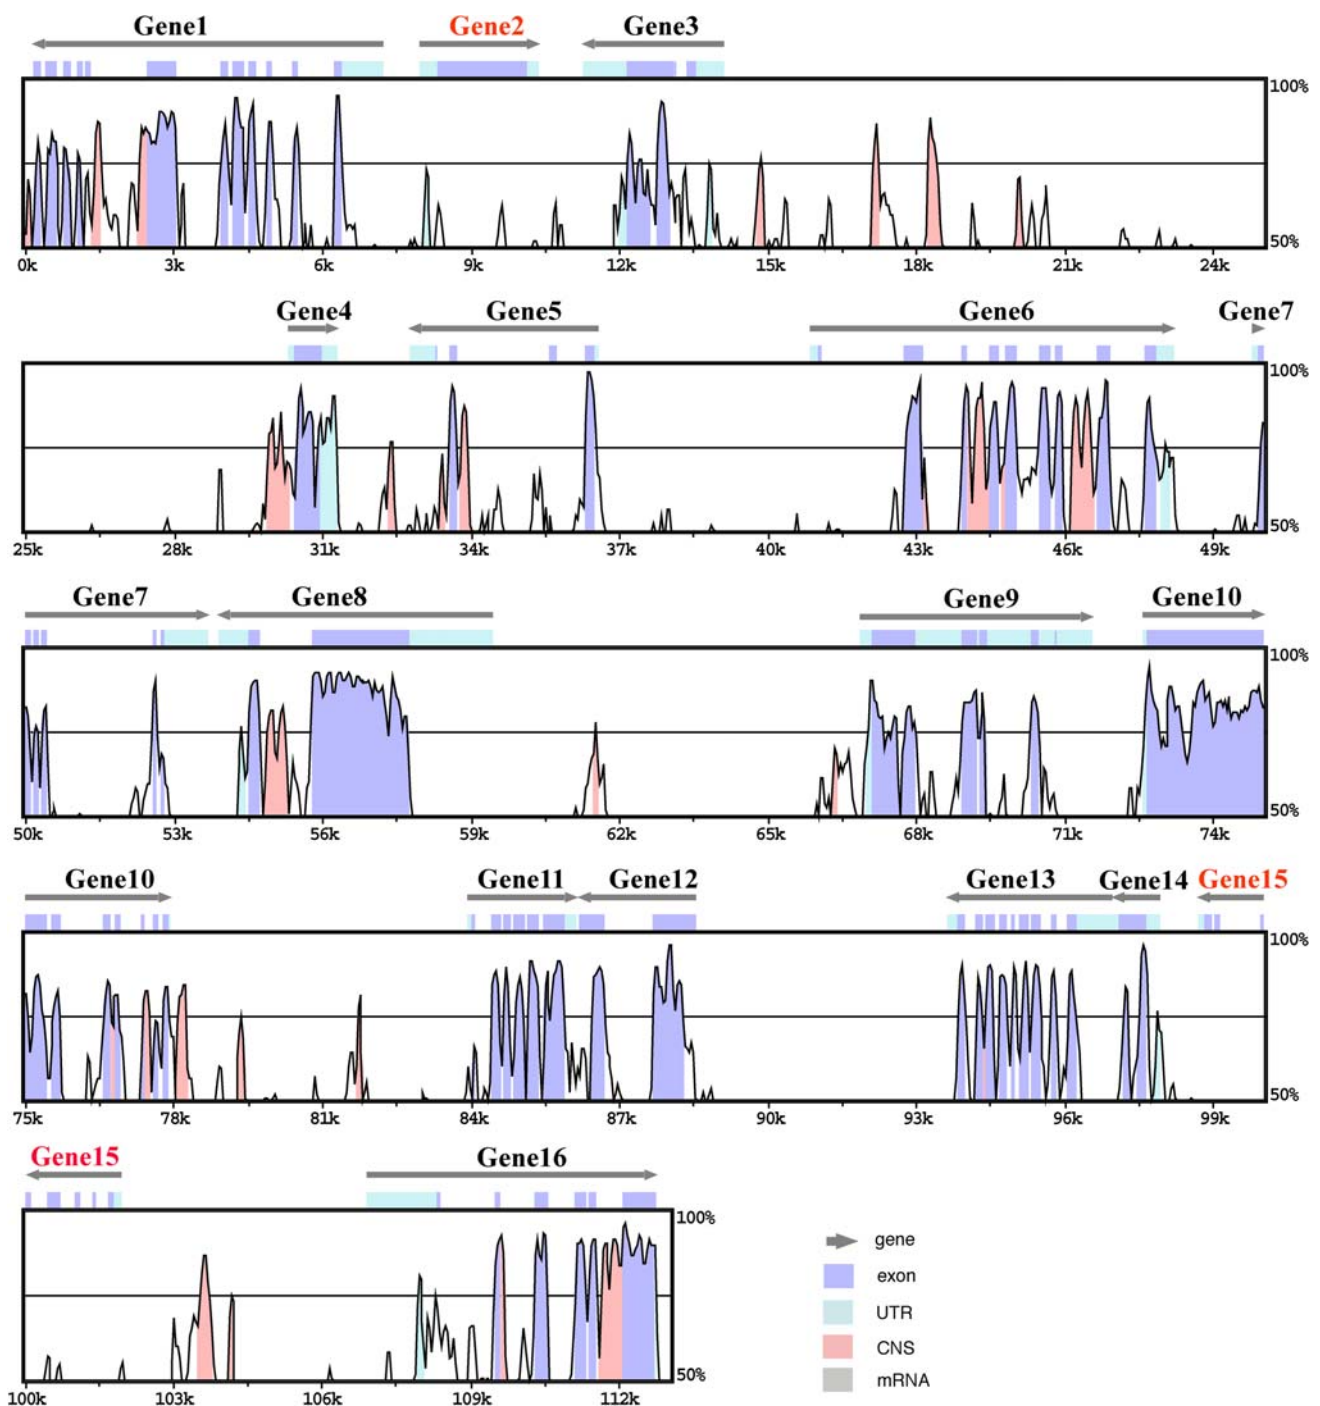 Gene1 Gene2 Gene3
100%
50%
0k 3k 6k 9k 12k 15k 18k 21k 24k
Gene4 Gene5 Gene6 Gene7
100%
50%
25k 28k 31k 34k 37k 40k 43k 46k 49k
Gene7 Gene8 Gene9 Gene10
100%
50%
50k 53k 56k 59k 62k 65k 68k 71k 74k
Gene10 Gene11 Gene12 Gene13 Gene14 Gene15
100%
50%
75k 78k 81k 84k 87k 90k 93k 96k 99k
Gene15 Gene16
100%
50%
100k 103k 106k 109k 112k
gene
exon
UTR
CNS
mRNA